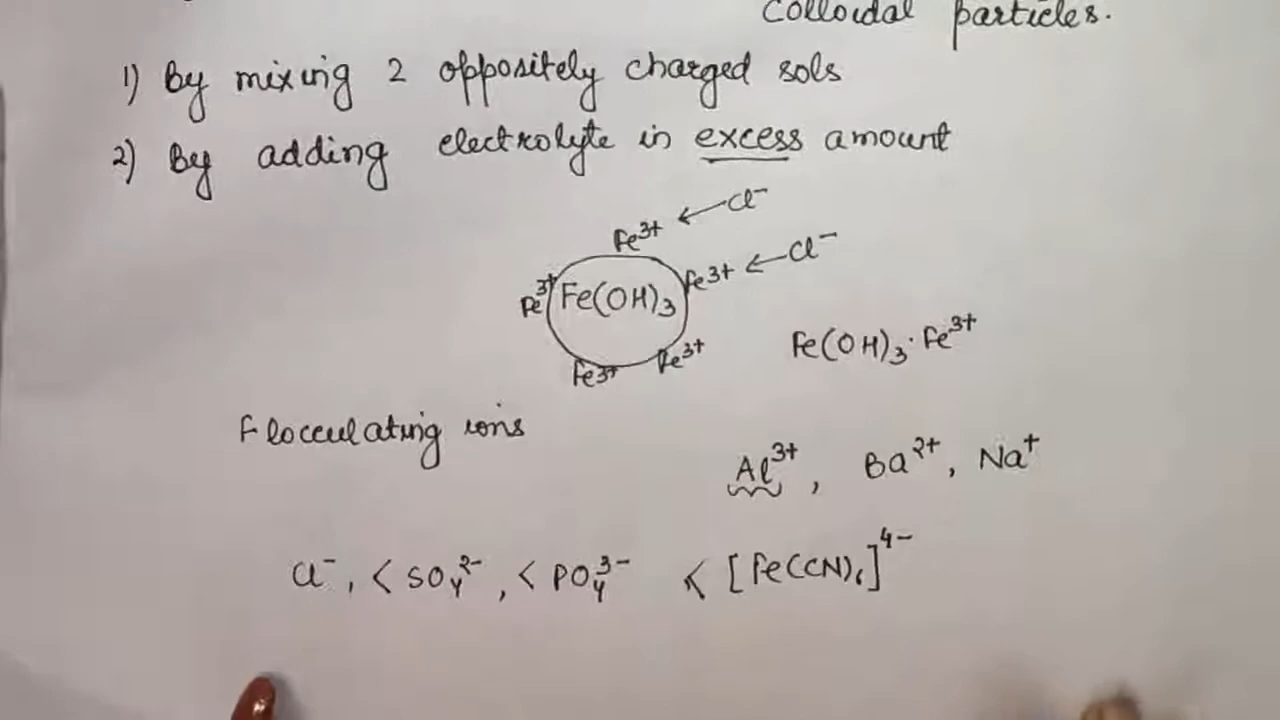 Colloidal particles.
1) By mixing 2 oppositely charged sols
2) By adding electrolyte in excess amount
Fe³⁺ ← Cl⁻
Fe³⁺ Fe(OH)₃ Fe³⁺ ← Cl⁻
Fe³⁺ Fe³⁺
Fe(OH)₃·Fe³⁺
Flocculating ions
Al³⁺, Ba²⁺, Na⁺
Cl⁻, < SO₄²⁻, < PO₄³⁻ < [Fe(CN)₆]⁴⁻